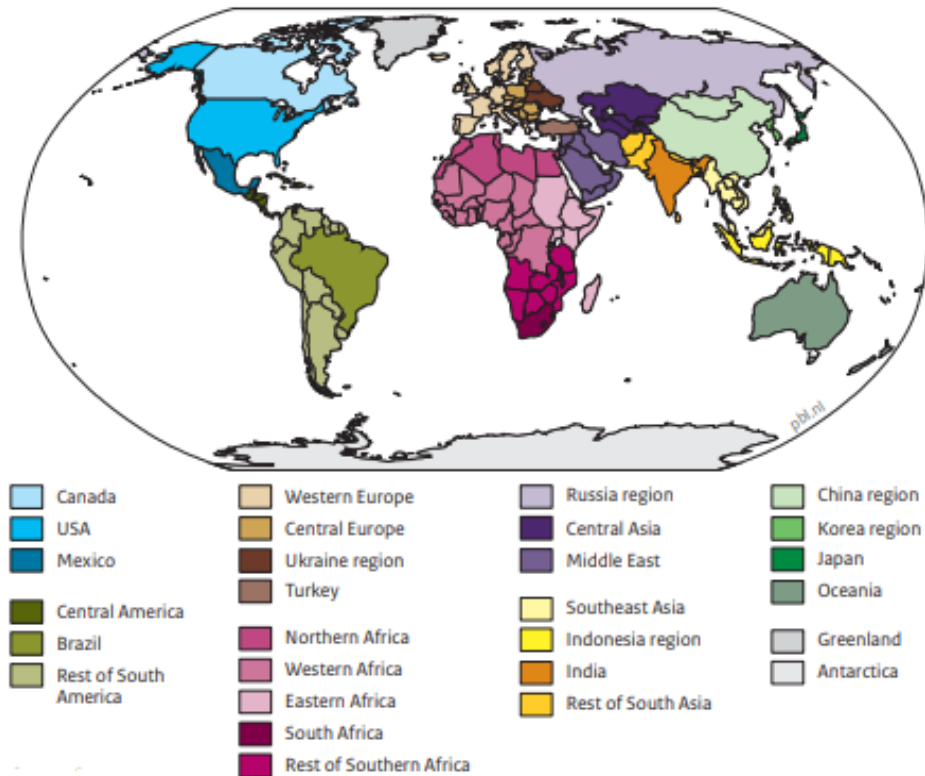 pbl.nl
Canada
USA
Mexico
Central America
Brazil
Rest of South
America
Western Europe
Central Europe
Ukraine region
Turkey
Northern Africa
Western Africa
Eastern Africa
South Africa
Rest of Southern Africa
Russia region
Central Asia
Middle East
Southeast Asia
Indonesia region
India
Rest of South Asia
China region
Korea region
Japan
Oceania
Greenland
Antarctica